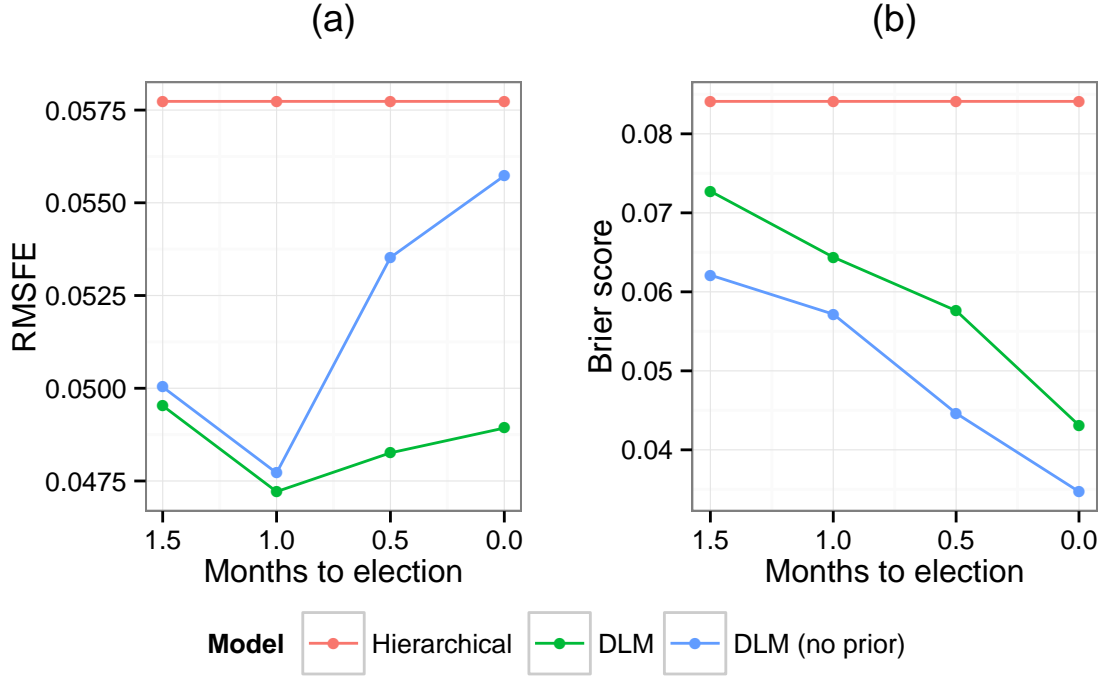 (a)
RMSFE
0.0575
0.0550
0.0525
0.0500
0.0475
1.5 1.0 0.5 0.0
Months to election
(b)
Brier score
0.08
0.07
0.06
0.05
0.04
1.5 1.0 0.5 0.0
Months to election
Model Hierarchical DLM DLM (no prior)